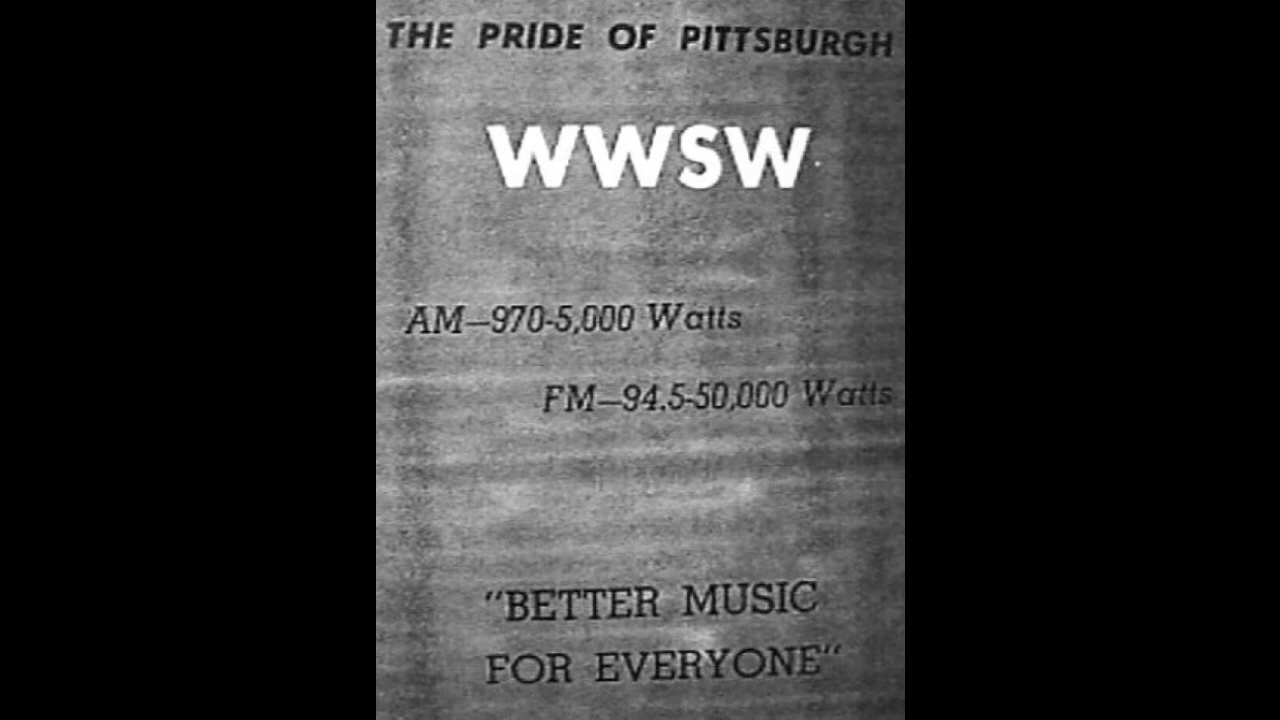 THE PRIDE OF PITTSBURGH
WWSW
AM—970-5,000 Watts
FM—94.5-50,000 Watts
"BETTER MUSIC
FOR EVERYONE"